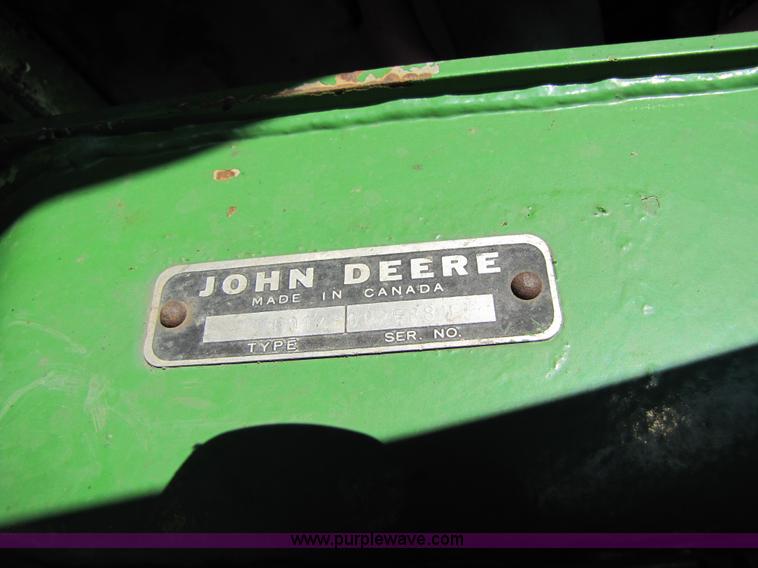 JOHN DEERE
MADE IN CANADA
TYPE SER. NO.
www.purplewave.com